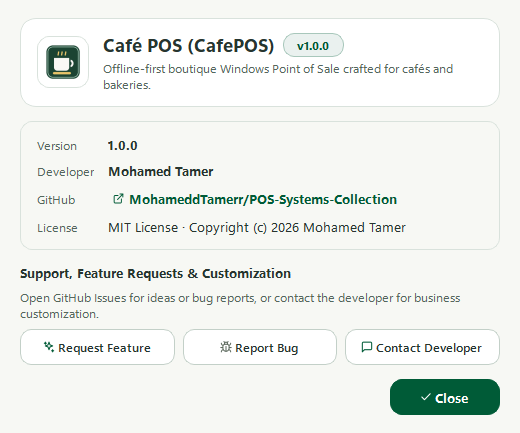 Café POS (CafePOS) v1.0.0
Offline-first boutique Windows Point of Sale crafted for cafés and
bakeries.
Version 1.0.0
Developer Mohamed Tamer
GitHub MohameddTamerr/POS-Systems-Collection
License MIT License · Copyright (c) 2026 Mohamed Tamer
Support, Feature Requests & Customization
Open GitHub Issues for ideas or bug reports, or contact the developer for business
customization.
Request Feature Report Bug Contact Developer
Close